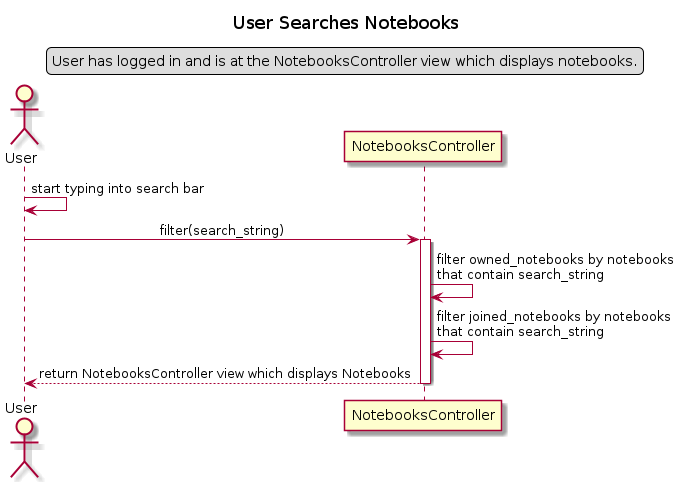 User Searches Notebooks
User has logged in and is at the NotebooksController view which displays notebooks.
User
NotebooksController
start typing into search bar
filter(search_string)
filter owned_notebooks by notebooks
that contain search_string
filter joined_notebooks by notebooks
that contain search_string
return NotebooksController view which displays Notebooks
User
NotebooksController